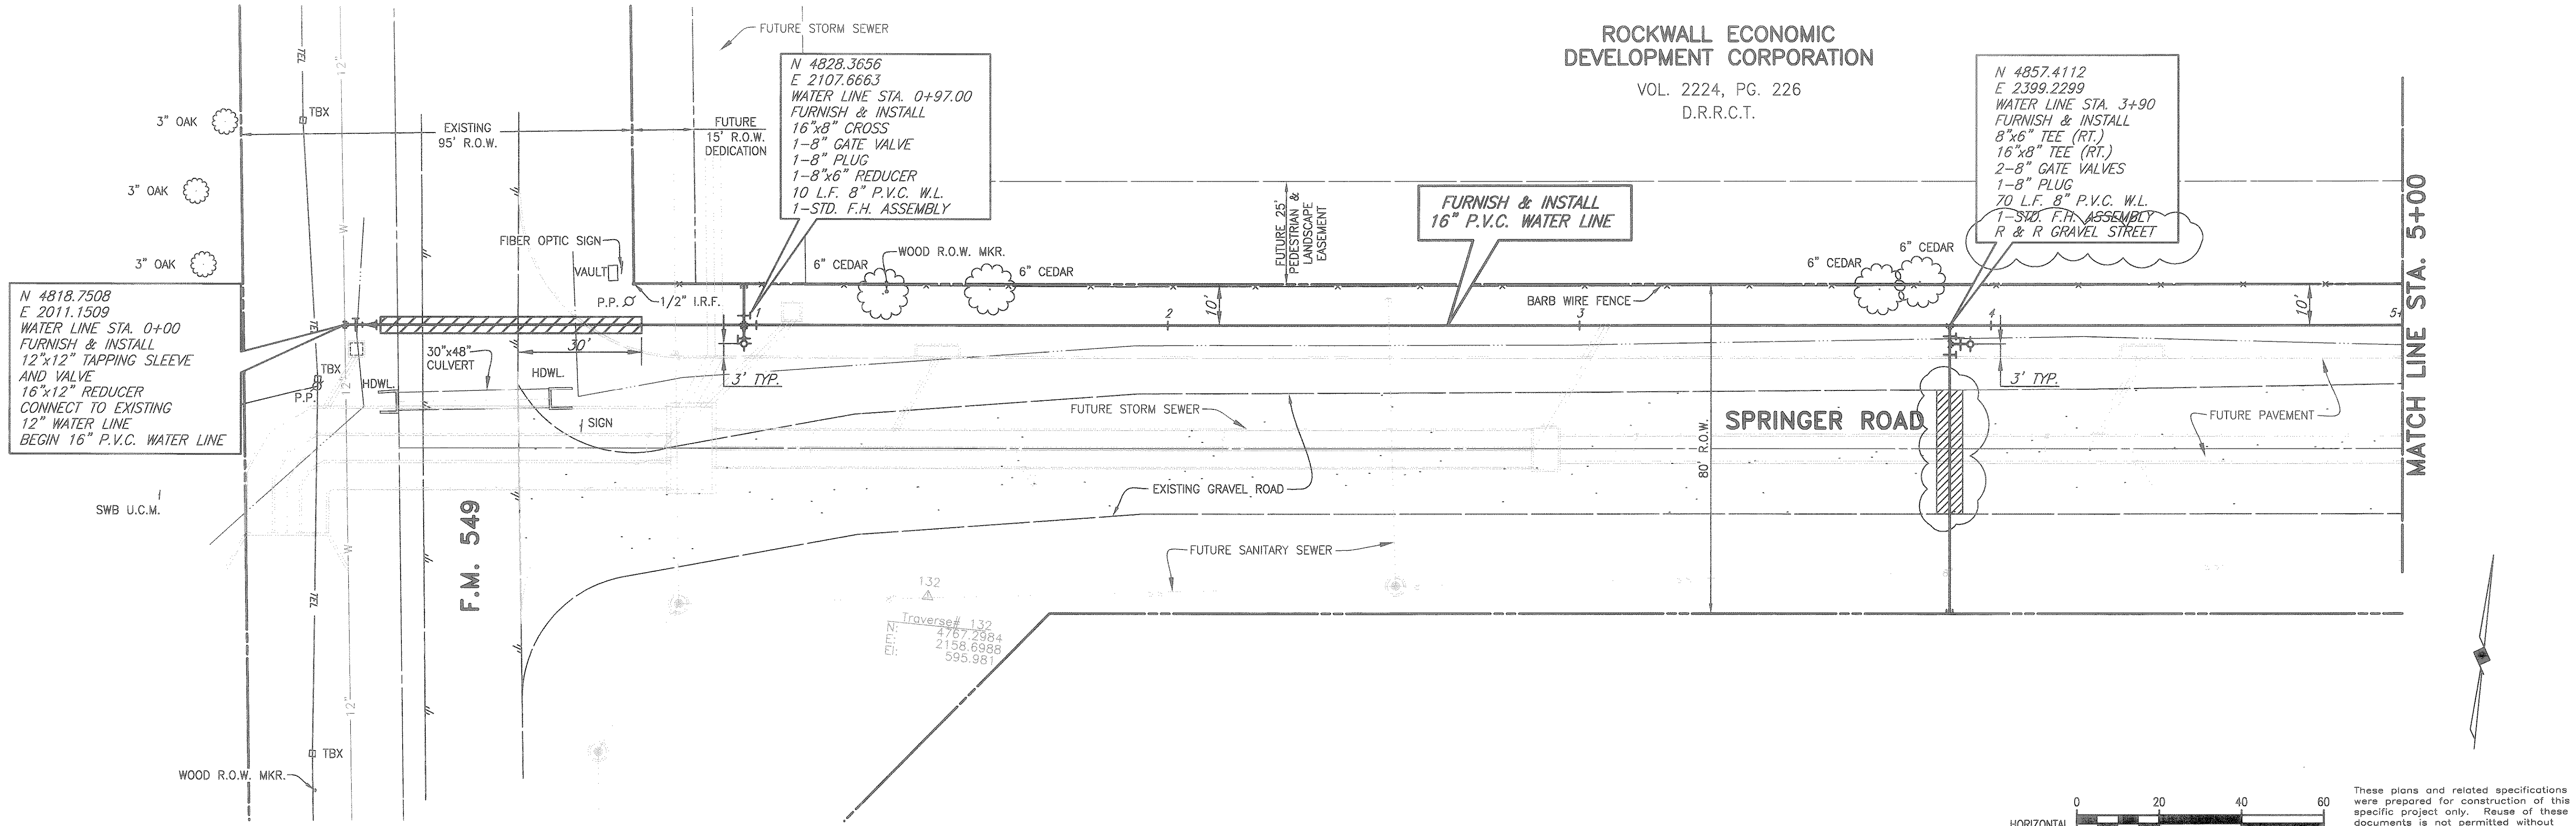 ROCKWALL ECONOMIC
DEVELOPMENT CORPORATION
VOL. 2224, PG. 226
D.R.R.C.T.
FUTURE STORM SEWER
N 4828.3656
E 2107.6663
WATER LINE STA. 0+97.00
FURNISH & INSTALL
16"x8" CROSS
1-8" GATE VALVE
1-8" PLUG
1-8"x6" REDUCER
10 L.F. 8" P.V.C. W.L.
1-STD. F.H. ASSEMBLY
N 4857.4112
E 2399.2299
WATER LINE STA. 3+90
FURNISH & INSTALL
8"x6" TEE (RT.)
16"x8" TEE (RT.)
2-8" GATE VALVES
1-8" PLUG
70 L.F. 8" P.V.C. W.L.
1-STD. F.H. ASSEMBLY
R & R GRAVEL STREET
TEL
12"
3" OAK
TBX
EXISTING
95' R.O.W.
FUTURE
15' R.O.W.
DEDICATION
3" OAK
3" OAK
W
FIBER OPTIC SIGN
VAULT
P.P.
1/2" I.R.F.
6" CEDAR
WOOD R.O.W. MKR.
6" CEDAR
FUTURE 25'
PEDESTRIAN &
LANDSCAPE
EASEMENT
FURNISH & INSTALL
16" P.V.C. WATER LINE
6" CEDAR
6" CEDAR
BARB WIRE FENCE
10'
10'
MATCH LINE STA. 5+00
N 4818.7508
E 2011.1509
WATER LINE STA. 0+00
FURNISH & INSTALL
12"x12" TAPPING SLEEVE
AND VALVE
16"x12" REDUCER
CONNECT TO EXISTING
12" WATER LINE
BEGIN 16" P.V.C. WATER LINE
TEL
1
2
3
4
5+
30'
30"x48"
CULVERT
HDWL.
HDWL.
TBX
P.P.
12"
3' TYP.
3' TYP.
SIGN
FUTURE STORM SEWER
SPRINGER ROAD
80' R.O.W.
FUTURE PAVEMENT
EXISTING GRAVEL ROAD
SWB U.C.M.
F.M. 549
W
FUTURE SANITARY SEWER
132
Traverse# 132
N: 4767.2984
E: 2158.6988
El: 595.981
TEL
12"
TBX
WOOD R.O.W. MKR.
0 20 40 60
HORIZONTAL
These plans and related specifications
were prepared for construction of this
specific project only. Reuse of these
documents is not permitted without